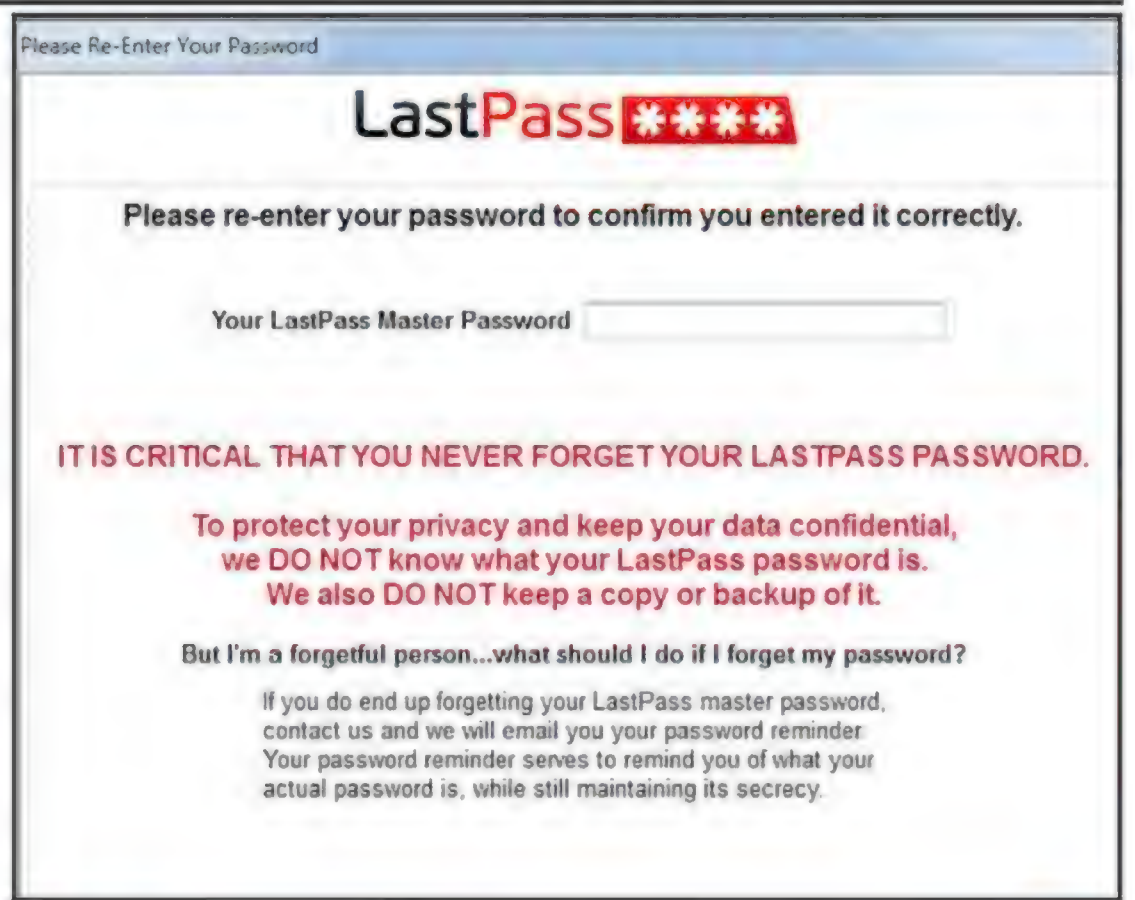 Please Re-Enter Your Password
LastPass ****
Please re-enter your password to confirm you entered it correctly.
Your LastPass Master Password
IT IS CRITICAL THAT YOU NEVER FORGET YOUR LASTPASS PASSWORD.
To protect your privacy and keep your data confidential,
we DO NOT know what your LastPass password is.
We also DO NOT keep a copy or backup of it.
But I'm a forgetful person...what should I do if I forget my password?
If you do end up forgetting your LastPass master password,
contact us and we will email you your password reminder
Your password reminder serves to remind you of what your
actual password is, while still maintaining its secrecy.